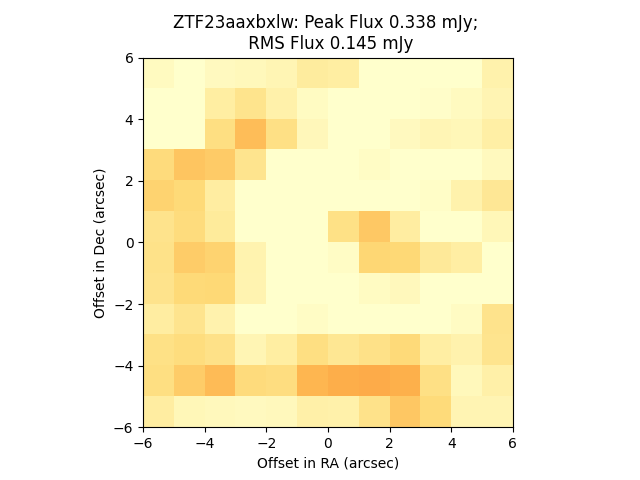 ZTF23aaxbxlw: Peak Flux 0.338 mJy;
RMS Flux 0.145 mJy
6
4
2
0
−2
−4
−6
Offset in Dec (arcsec)
−6 −4 −2 0 2 4 6
Offset in RA (arcsec)